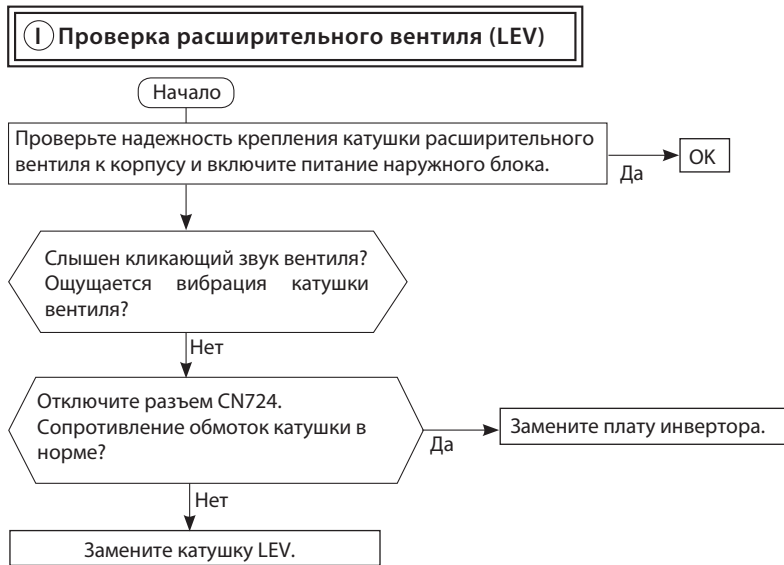 I Проверка расширительного вентиля (LEV)
Начало
Проверьте надежность крепления катушки расширительного
вентиля к корпусу и включите питание наружного блока.
Да
OK
Слышен кликающий звук вентиля?
Ощущается вибрация катушки
вентиля?
Нет
Отключите разъем CN724.
Сопротивление обмоток катушки в
норме?
Да
Замените плату инвертора.
Нет
Замените катушку LEV.